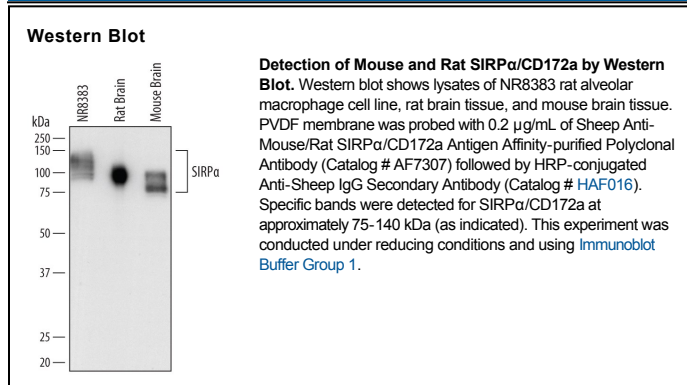 Western Blot
kDa
NR8383
Rat Brain
Mouse Brain
250
150
100
75
50
37
25
20
SIRPα
Detection of Mouse and Rat SIRPα/CD172a by Western
Blot. Western blot shows lysates of NR8383 rat alveolar
macrophage cell line, rat brain tissue, and mouse brain tissue.
PVDF membrane was probed with 0.2 µg/mL of Sheep Anti-
Mouse/Rat SIRPα/CD172a Antigen Affinity-purified Polyclonal
Antibody (Catalog # AF7307) followed by HRP-conjugated
Anti-Sheep IgG Secondary Antibody (Catalog # HAF016).
Specific bands were detected for SIRPα/CD172a at
approximately 75-140 kDa (as indicated). This experiment was
conducted under reducing conditions and using Immunoblot
Buffer Group 1.